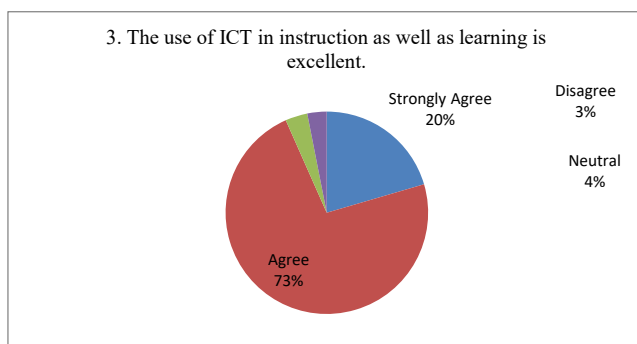 3. The use of ICT in instruction as well as learning is
excellent.
Strongly Agree
20%
Disagree
3%
Neutral
4%
Agree
73%